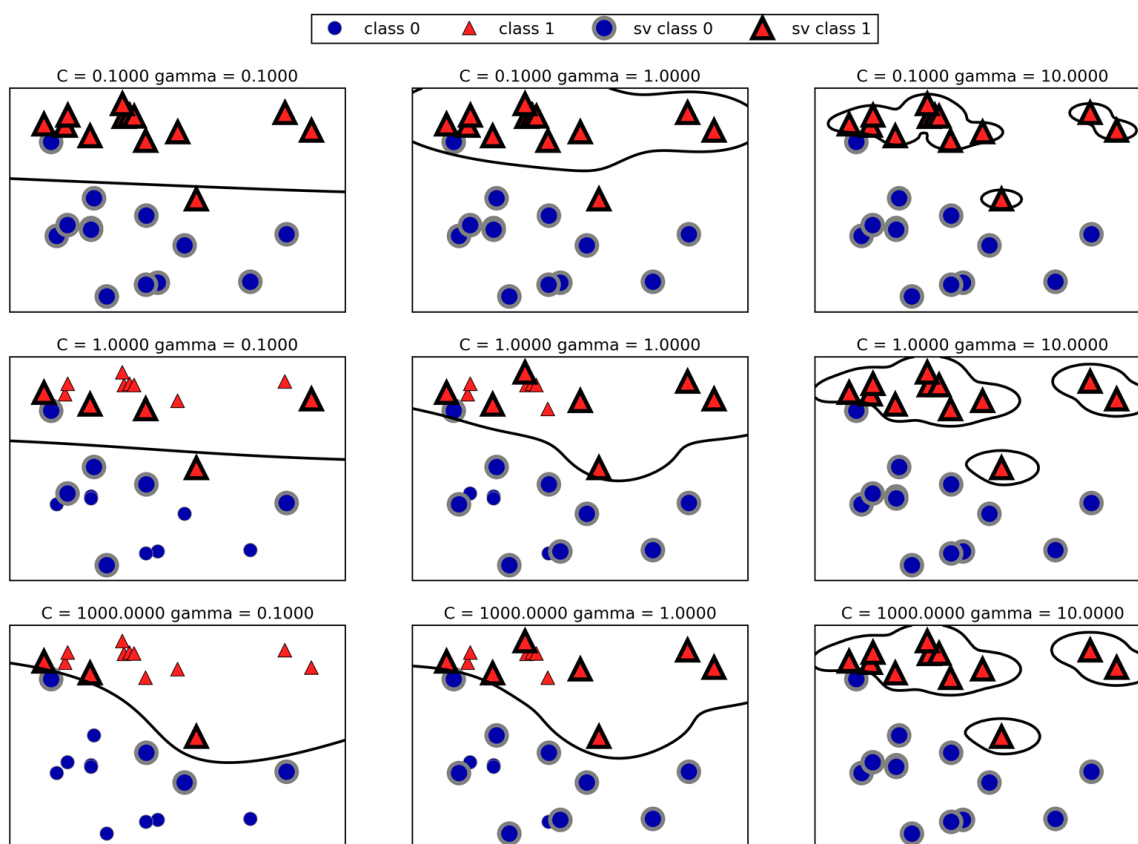 class 0 class 1 sv class 0 sv class 1
C = 0.1000 gamma = 0.1000
C = 0.1000 gamma = 1.0000
C = 0.1000 gamma = 10.0000
C = 1.0000 gamma = 0.1000
C = 1.0000 gamma = 1.0000
C = 1.0000 gamma = 10.0000
C = 1000.0000 gamma = 0.1000
C = 1000.0000 gamma = 1.0000
C = 1000.0000 gamma = 10.0000